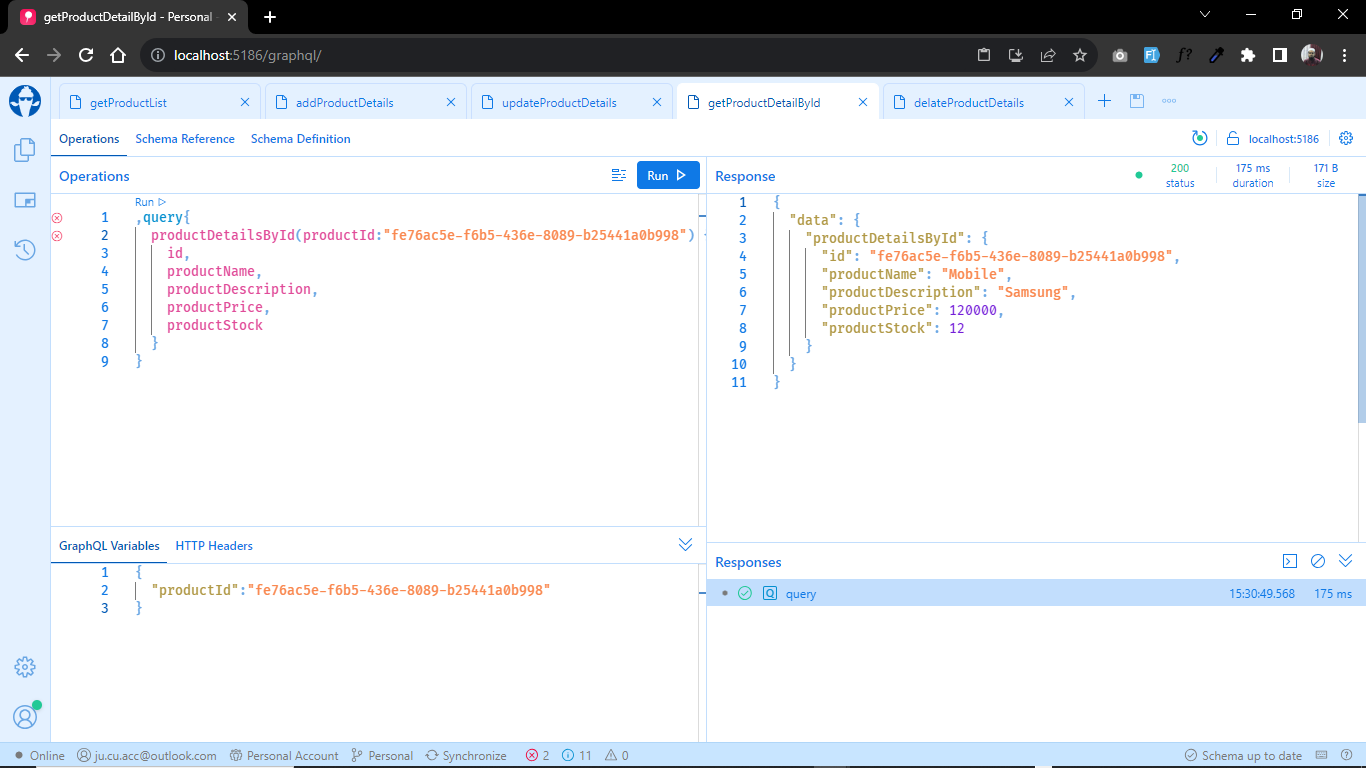 getProductDetailById - Personal
localhost:5186/graphql/
getProductList
addProductDetails
updateProductDetails
getProductDetailById
delateProductDetails
Operations
Schema Reference
Schema Definition
localhost:5186
Operations
Run
Run
1 ,query{
2 productDetailsById(productId:"fe76ac5e-f6b5-436e-8089-b25441a0b998")
3 id,
4 productName,
5 productDescription,
6 productPrice,
7 productStock
8 }
9 }
Response
200 status
175 ms duration
171 B size
1 {
2 "data": {
3 "productDetailsById": {
4 "id": "fe76ac5e-f6b5-436e-8089-b25441a0b998",
5 "productName": "Mobile",
6 "productDescription": "Samsung",
7 "productPrice": 120000,
8 "productStock": 12
9 }
10 }
11 }
GraphQL Variables
HTTP Headers
1 {
2 "productId":"fe76ac5e-f6b5-436e-8089-b25441a0b998"
3 }
Responses
Q query 15:30:49.568 175 ms
Online
ju.cu.acc@outlook.com
Personal Account
Personal
Synchronize
2
11
0
Schema up to date